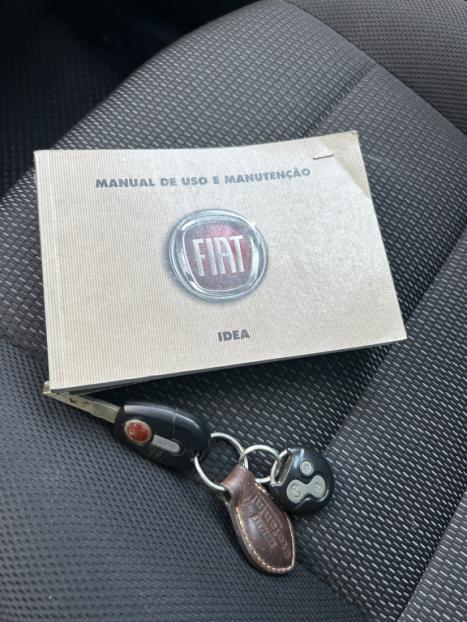 MANUAL DE USO E MANUTENÇÃO
FIAT
IDEA